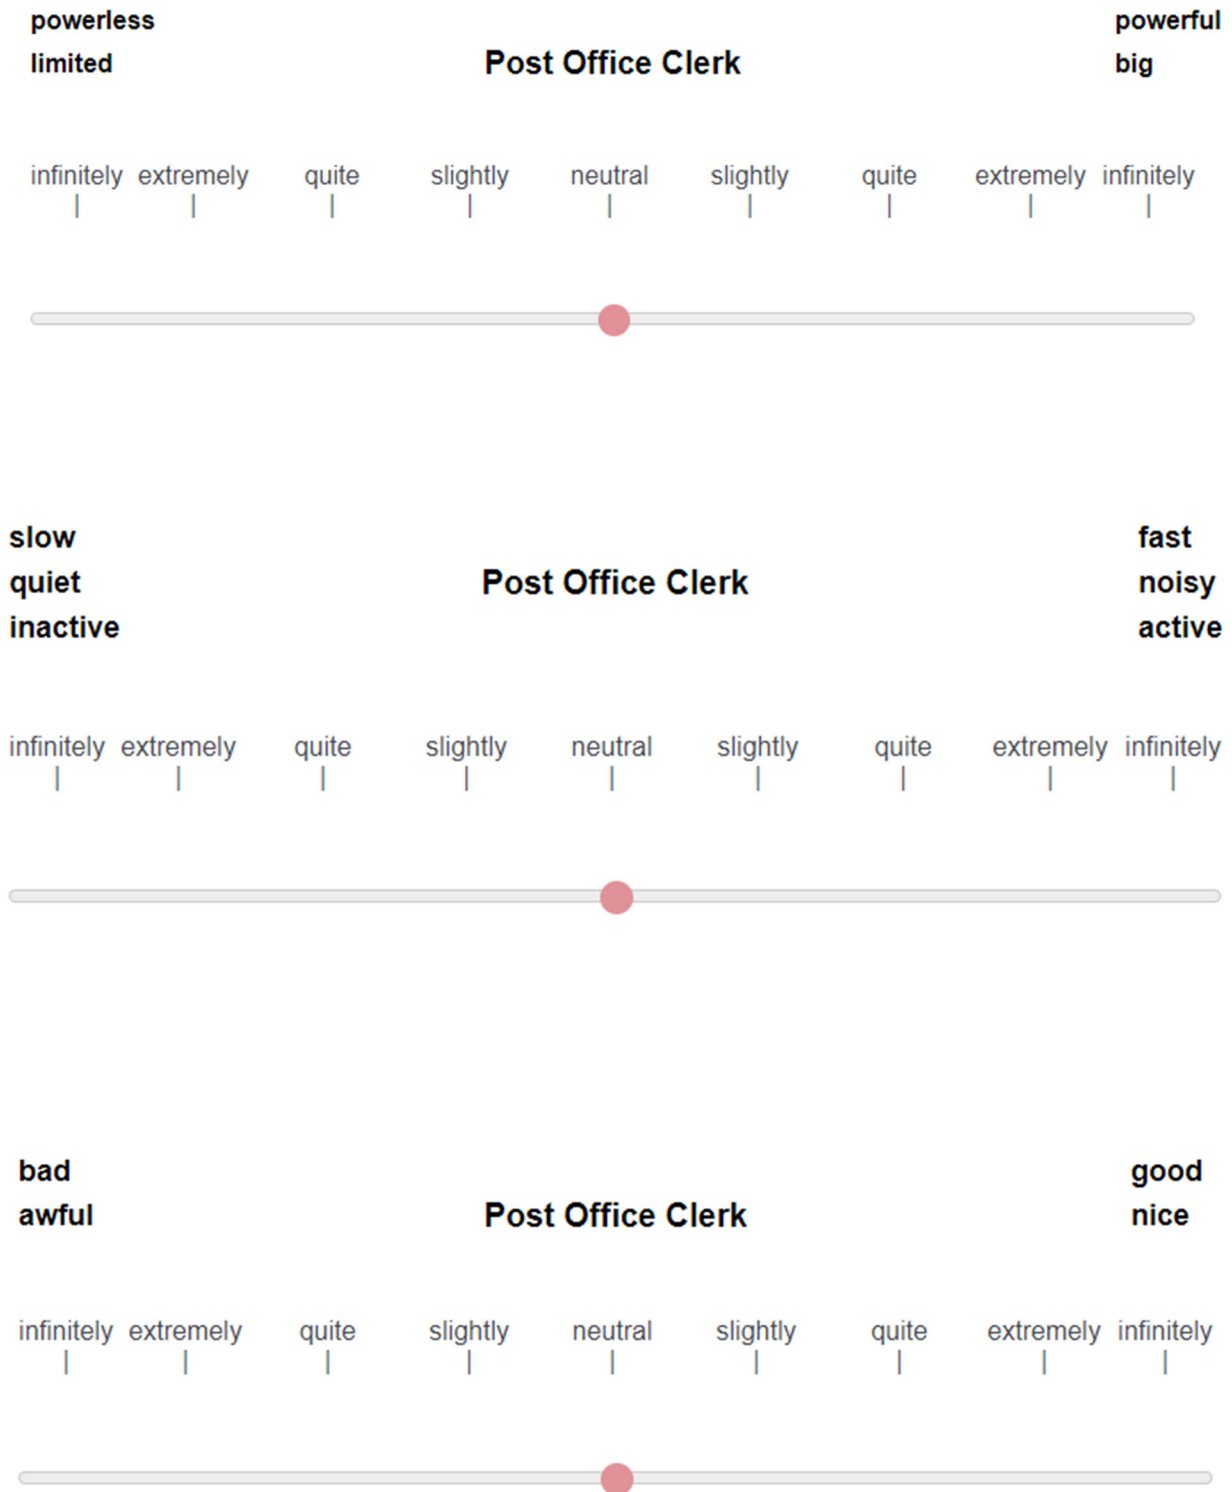 powerless powerful
limited Post Office Clerk big
infinitely extremely quite slightly neutral slightly quite extremely infinitely
slow fast
quiet Post Office Clerk noisy
inactive active
infinitely extremely quite slightly neutral slightly quite extremely infinitely
bad good
awful Post Office Clerk nice
infinitely extremely quite slightly neutral slightly quite extremely infinitely